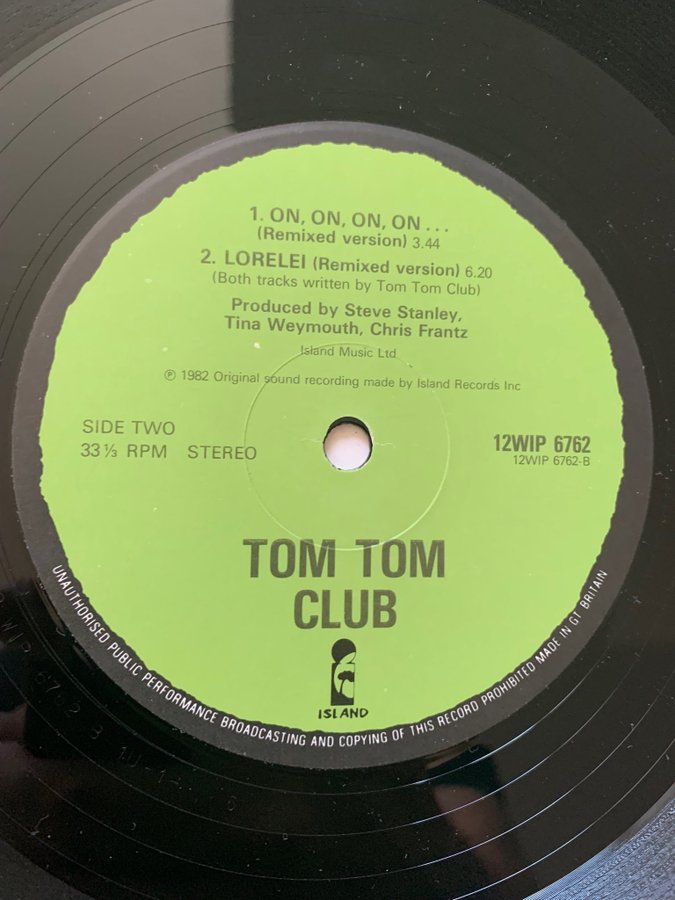 1. ON, ON, ON, ON...
(Remixed version) 3.44
2. LORELEI (Remixed version) 6.20
(Both tracks written by Tom Tom Club)
Produced by Steve Stanley,
Tina Weymouth, Chris Frantz
Island Music Ltd
℗ 1982 Original sound recording made by Island Records Inc
SIDE TWO
33⅓ RPM STEREO
12WIP 6762
12WIP 6762-B
TOM TOM
CLUB
ISLAND
UNAUTHORISED PUBLIC PERFORMANCE BROADCASTING AND COPYING OF THIS RECORD PROHIBITED MADE IN GT BRITAIN